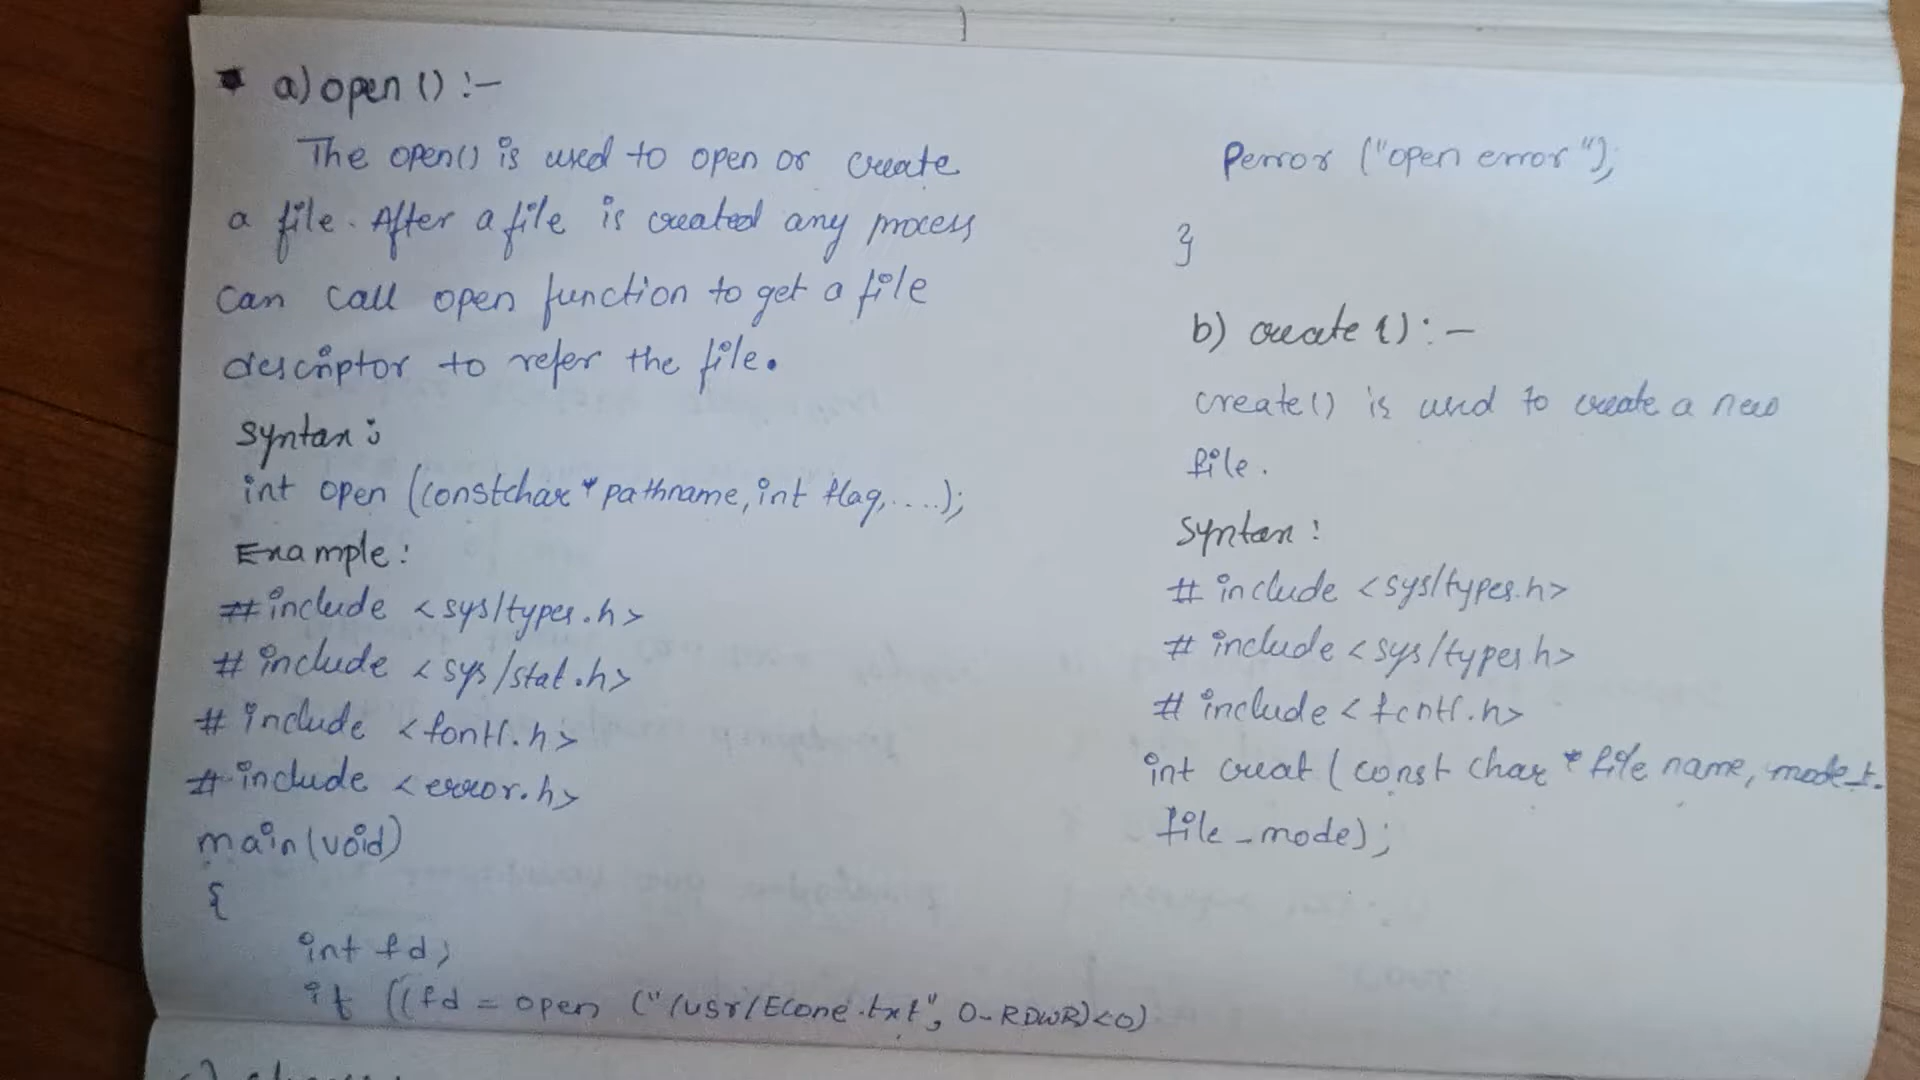 a) open () :-
The open() is used to open or create
a file. After a file is created any process
can call open function to get a file
descriptor to refer the file.
Syntax :
int open (constchar * pathname, int flag, ....);
Example :
# include <sys/types.h>
# include <sys/stat.h>
# include <fcntl.h>
# include <error.h>
main (void)
{
int fd;
if ((fd = open ("/usr/Econe.txt", O_RDWR)<0)
Perror ("open error");
}
b) create () : -
create() is used to create a new
file.
Syntax :
# include <sys/types.h>
# include <sys/types.h>
# include <fcntl.h>
int creat (const char * file name, mode_t.
file _ mode) ;